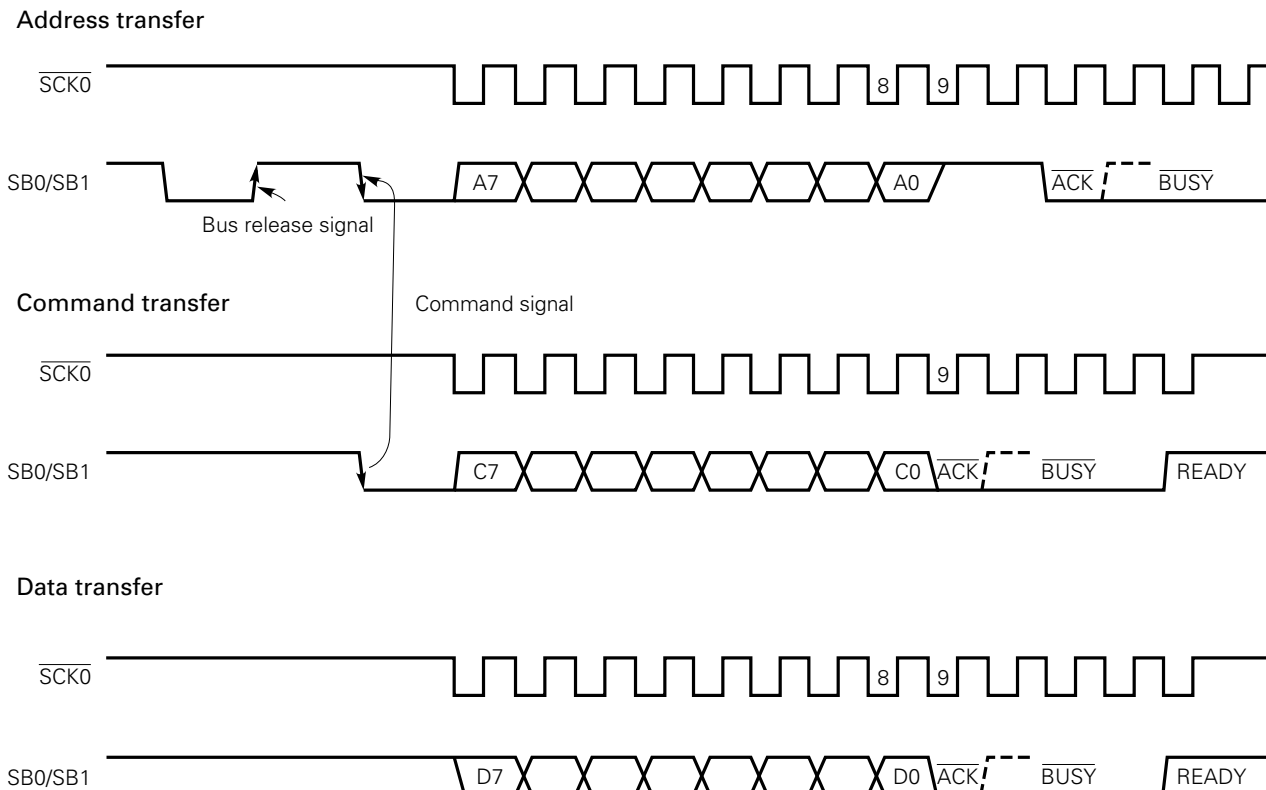 Address transfer
SCK0
8 9
SB0/SB1 A7 A0 ACK BUSY
Bus release signal
Command transfer
Command signal
SCK0
9
SB0/SB1 C7 C0 ACK BUSY READY
Data transfer
SCK0
8 9
SB0/SB1 D7 D0 ACK BUSY READY